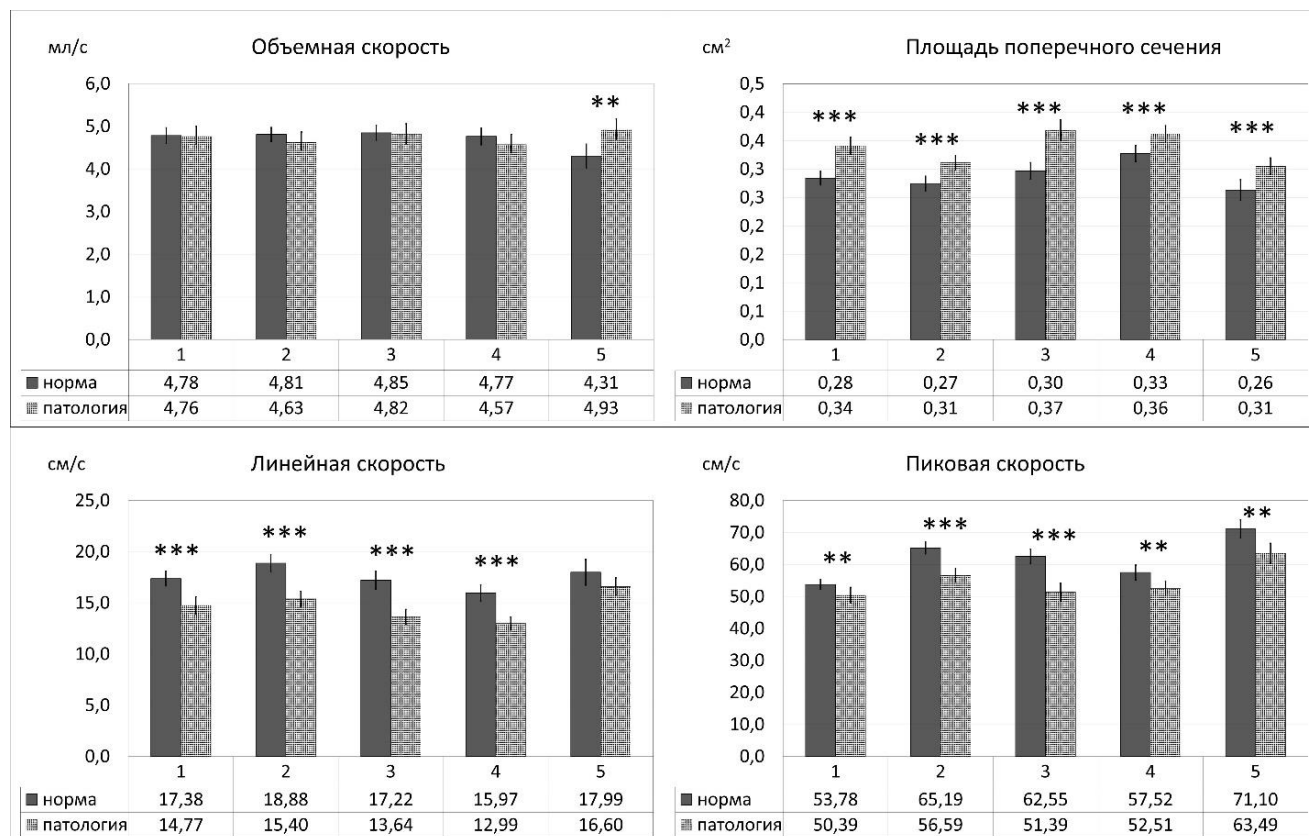 мл/с Объемная скорость
6,0
5,0
4,0
3,0
2,0
1,0
0,0
**
1 2 3 4 5
норма 4,78 4,81 4,85 4,77 4,31
патология 4,76 4,63 4,82 4,57 4,93
см² Площадь поперечного сечения
0,5
0,4
0,4
0,3
0,3
0,2
0,2
0,1
0,1
0,0
*** *** *** *** ***
1 2 3 4 5
норма 0,28 0,27 0,30 0,33 0,26
патология 0,34 0,31 0,37 0,36 0,31
см/с Линейная скорость
25,0
20,0
15,0
10,0
5,0
0,0
*** *** *** ***
1 2 3 4 5
норма 17,38 18,88 17,22 15,97 17,99
патология 14,77 15,40 13,64 12,99 16,60
см/с Пиковая скорость
80,0
70,0
60,0
50,0
40,0
30,0
20,0
10,0
0,0
** *** *** ** **
1 2 3 4 5
норма 53,78 65,19 62,55 57,52 71,10
патология 50,39 56,59 51,39 52,51 63,49